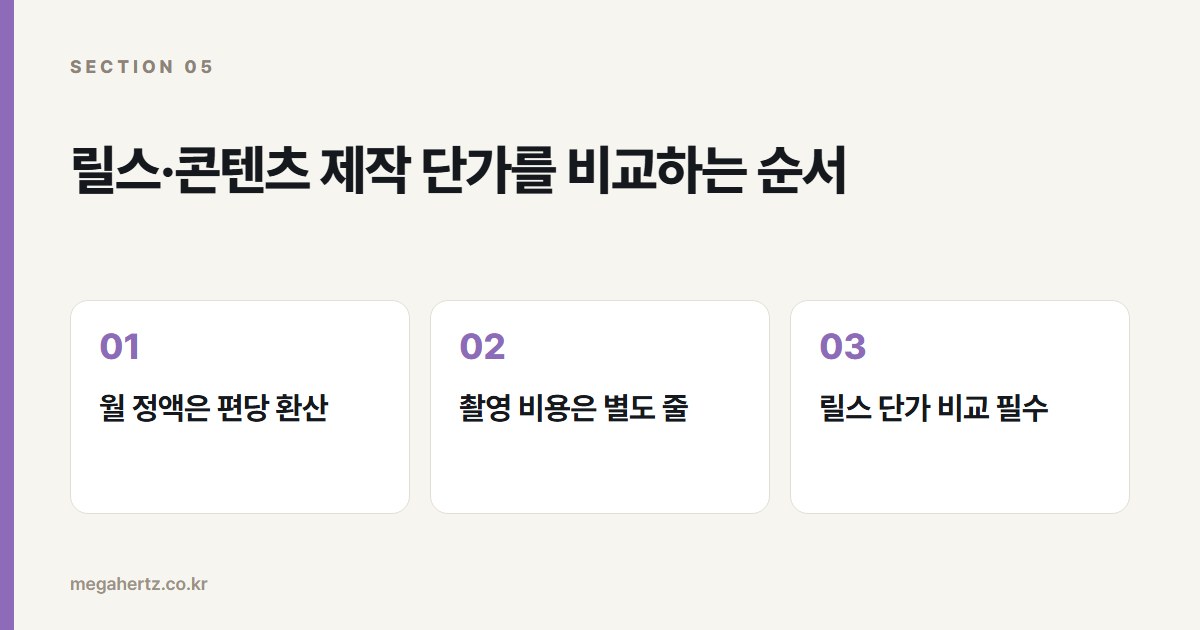 SECTION 05
릴스·콘텐츠 제작 단가를 비교하는 순서
01
월 정액은 편당 환산
02
촬영 비용은 별도 줄
03
릴스 단가 비교 필수
megahertz.co.kr